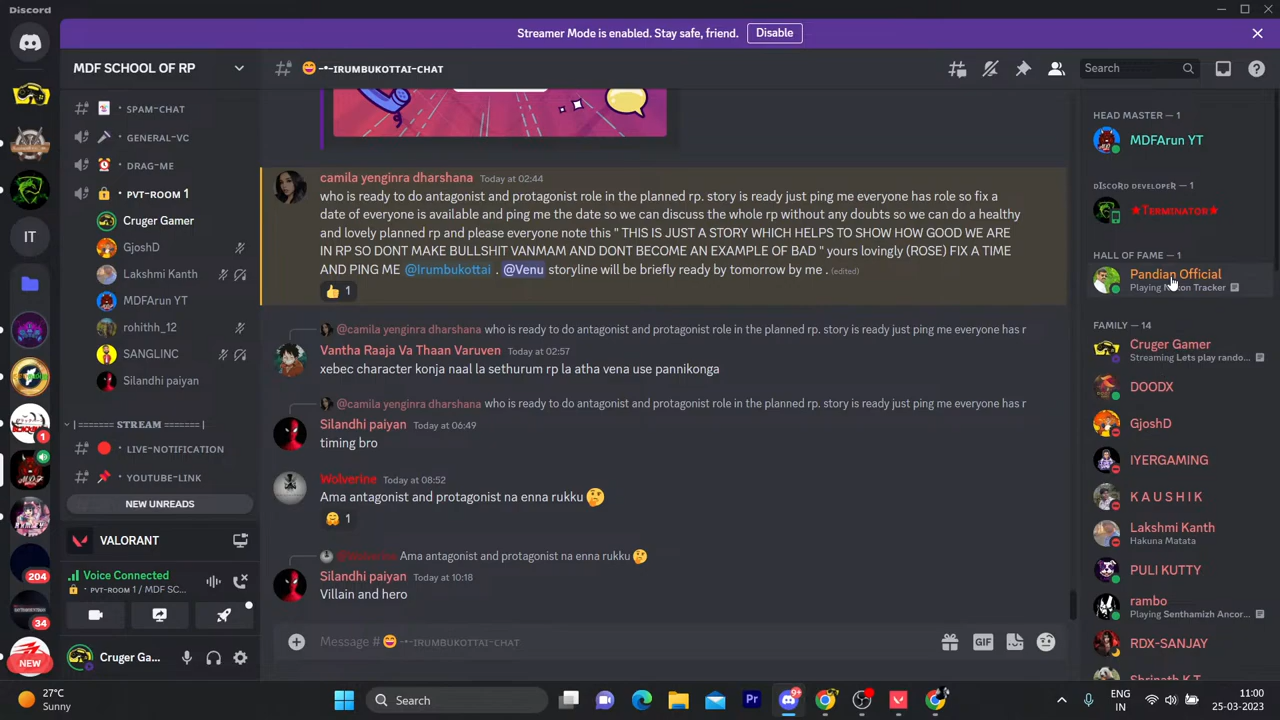 Discord
Streamer Mode is enabled. Stay safe, friend.
Disable
MDF SCHOOL OF RP
SPAM-CHAT
GENERAL-VC
DRAG-ME
PVT-ROOM 1
Cruger Gamer
GjoshD
Lakshmi Kanth
MDFArun YT
rohithh_12
SANGLINC
Silandhi paiyan
|====== STREAM ======|
LIVE-NOTIFICATION
YOUTUBE-LINK
NEW UNREADS
VALORANT
Voice Connected
PVT-ROOM 1 / MDF SC...
Cruger Ga...
IT
1
204
34
NEW
😄-•-IRUMBUKOTTAI-CHAT
Search
camila yenginra dharshana Today at 02:44
who is ready to do antagonist and protagonist role in the planned rp. story is ready just ping me everyone has role so fix a
date of everyone is available and ping me the date so we can discuss the whole rp without any doubts so we can do a healthy
and lovely planned rp and please everyone note this " THIS IS JUST A STORY WHICH HELPS TO SHOW HOW GOOD WE ARE
IN RP SO DONT MAKE BULLSHIT VANMAM AND DONT BECOME AN EXAMPLE OF BAD " yours lovingly (ROSE) FIX A TIME
AND PING ME @Irumbukottai . @Venu storyline will be briefly ready by tomorrow by me . (edited)
👍 1
@camila yenginra dharshana who is ready to do antagonist and protagonist role in the planned rp. story is ready just ping me everyone has r
Vantha Raaja Va Thaan Varuven Today at 02:57
xebec character konja naal la sethurum rp la atha vena use pannikonga
@camila yenginra dharshana who is ready to do antagonist and protagonist role in the planned rp. story is ready just ping me everyone has r
Silandhi paiyan Today at 06:49
timing bro
Wolverine Today at 08:52
Ama antagonist and protagonist na enna rukku 🤔
🤗 1
@Wolverine Ama antagonist and protagonist na enna rukku 🤔
Silandhi paiyan Today at 10:18
Villain and hero
Message #😄-•-IRUMBUKOTTAI-CHAT
GIF
HEAD MASTER — 1
MDFArun YT
DISCORD DEVELOPER — 1
★TERMINATOR★
HALL OF FAME — 1
Pandian Official
Playing N on Tracker
FAMILY — 14
Cruger Gamer
Streaming Lets play rando...
DOODX
GjoshD
IYERGAMING
K A U S H I K
Lakshmi Kanth
Hakuna Matata
PULI KUTTY
rambo
Playing Senthamizh Ancor...
RDX-SANJAY
Shrinath K T
27°C
Sunny
Search
Pr
9+
ENG
IN
11:00
25-03-2023